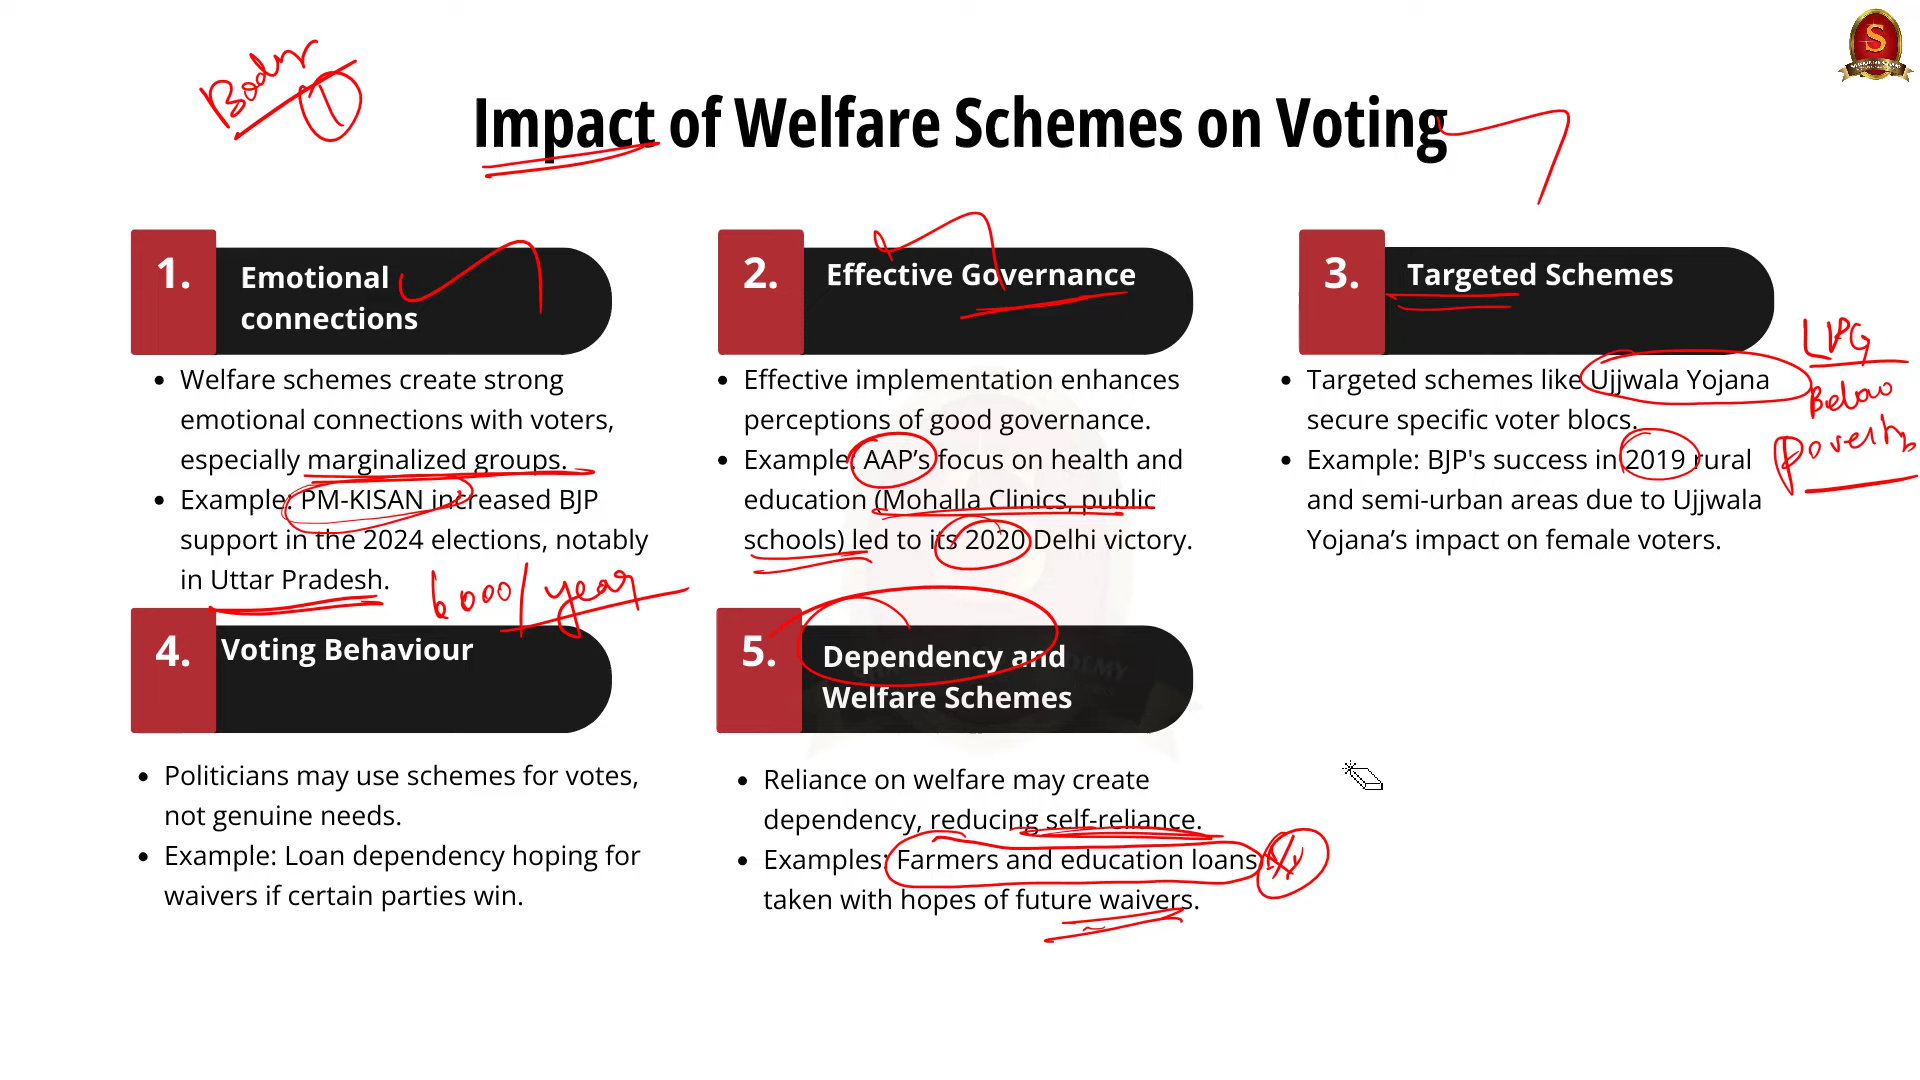 Body
1
S
Impact of Welfare Schemes on Voting
1.
Emotional
connections
Welfare schemes create strong
emotional connections with voters,
especially marginalized groups.
Example: PM-KISAN increased BJP
support in the 2024 elections, notably
in Uttar Pradesh.
6000/year
2.
Effective Governance
Effective implementation enhances
perceptions of good governance.
Example: AAP’s focus on health and
education (Mohalla Clinics, public
schools) led to its 2020 Delhi victory.
3.
Targeted Schemes
Targeted schemes like Ujjwala Yojana
secure specific voter blocs.
Example: BJP's success in 2019 rural
and semi-urban areas due to Ujjwala
Yojana’s impact on female voters.
LPG
Below
Poverty
4.
Voting Behaviour
Politicians may use schemes for votes,
not genuine needs.
Example: Loan dependency hoping for
waivers if certain parties win.
5.
Dependency and
Welfare Schemes
Reliance on welfare may create
dependency, reducing self-reliance.
Examples: Farmers and education loans
taken with hopes of future waivers.